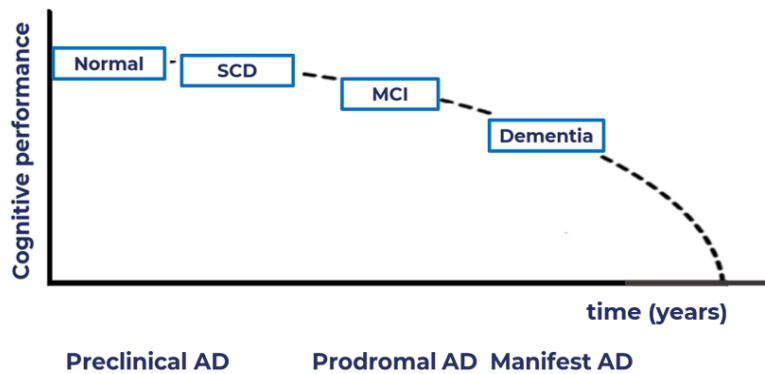 Cognitive performance
Normal
SCD
MCI
Dementia
time (years)
Preclinical AD
Prodromal AD
Manifest AD